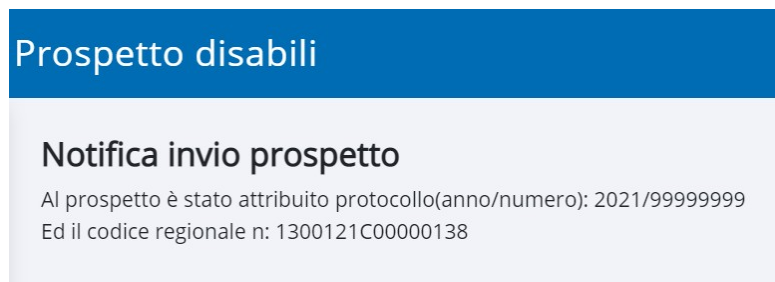 Prospetto disabili
Notifica invio prospetto
Al prospetto è stato attribuito protocollo(anno/numero): 2021/99999999
Ed il codice regionale n: 1300121C00000138